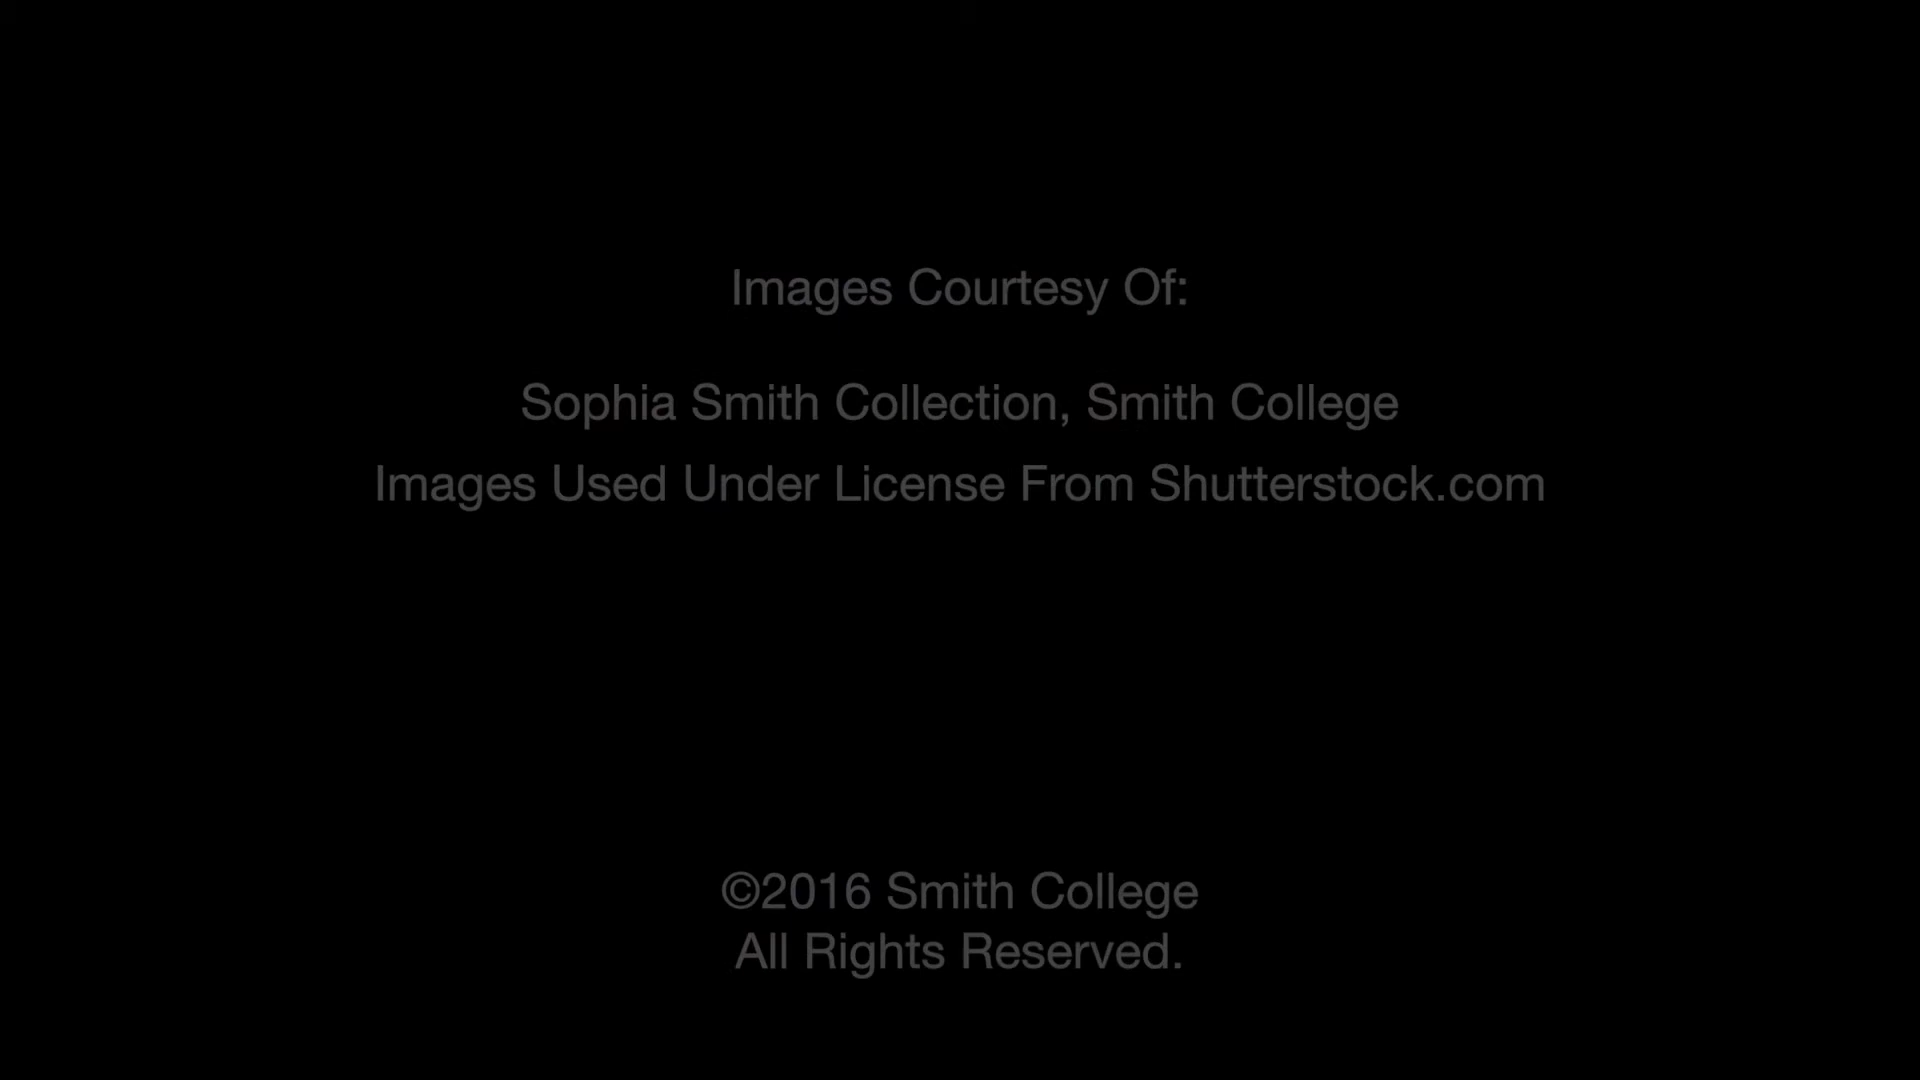 Images Courtesy Of:
Sophia Smith Collection, Smith College
Images Used Under License From Shutterstock.com
©2016 Smith College
All Rights Reserved.